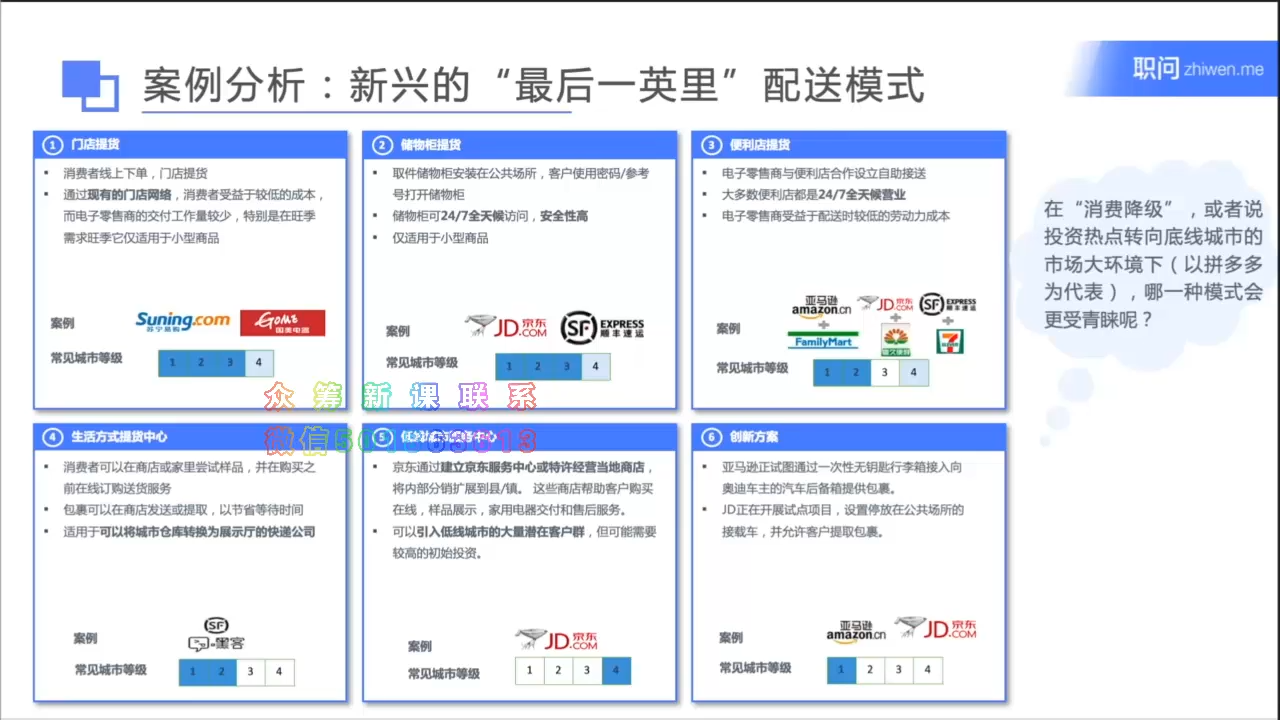 案例分析：新兴的“最后一英里”配送模式
职问 zhiwen.me
1 门店提货
▪ 消费者线上下单，门店提货
▪ 通过现有的门店网络，消费者受益于较低的成本，
而电子零售商的交付工作量较少，特别是在旺季
需求旺季它仅适用于小型商品
案例
Suning.com
苏宁易购
GOME
国美电器
常见城市等级
1 2 3 4
2 储物柜提货
▪ 取件储物柜安装在公共场所，客户使用密码/参考
号打开储物柜
▪ 储物柜可24/7全天候访问，安全性高
▪ 仅适用于小型商品
案例
JD.COM 京东
SF EXPRESS
顺丰速运
常见城市等级
1 2 3 4
3 便利店提货
▪ 电子零售商与便利店合作设立自助接送
▪ 大多数便利店都是24/7全天候营业
▪ 电子零售商受益于配送时较低的劳动力成本
案例
亚马逊
amazon.cn
JD.COM 京东
SF EXPRESS
顺丰速运
+ + +
FamilyMart
7 ELEVEN
常见城市等级
1 2 3 4
在“消费降级”，或者说
投资热点转向底线城市的
市场大环境下（以拼多多
为代表），哪一种模式会
更受青睐呢？
众筹新课联系
4 生活方式提货中心
▪ 消费者可以在商店或家里尝试样品，并在购买之
前在线订购送货服务
▪ 包裹可以在商店发送或提取，以节省等待时间
▪ 适用于可以将城市仓库转换为展示厅的快递公司
案例
SF
嘿客
常见城市等级
1 2 3 4
5
▪ 京东通过建立京东服务中心或特许经营当地商店，
将内部分销扩展到县/镇。 这些商店帮助客户购买
在线，样品展示，家用电器交付和售后服务。
▪ 可以引入低线城市的大量潜在客户群，但可能需要
较高的初始投资。
案例
JD.COM 京东
常见城市等级
1 2 3 4
6 创新方案
▪ 亚马逊正试图通过一次性无钥匙行李箱接入向
奥迪车主的汽车后备箱提供包裹。
▪ JD正在开展试点项目，设置停放在公共场所的
接载车，并允许客户提取包裹。
案例
亚马逊
amazon.cn
JD.COM 京东
常见城市等级
1 2 3 4